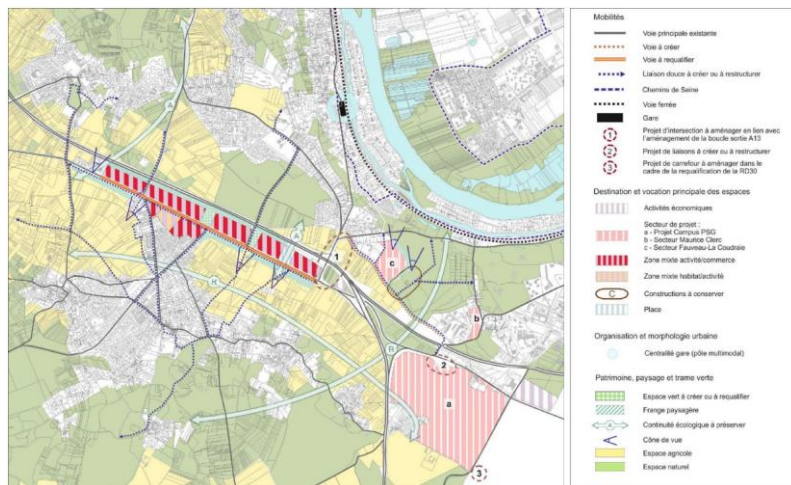 A
R
R
A
R
1
2
3
a
b
c
Mobilités
Voie principale existante
Voie à créer
Voie à requalifier
Liaison douce à créer ou à restructurer
Chemins de Seine
Voie ferrée
Gare
1
Projet d'intersection à aménager en lien avec
l'aménagement de la boucle sortie A13
2
Projet de liaisons à créer ou à restructurer
3
Projet de carrefour à aménager dans le
cadre de la requalification de la RD30
Destination et vocation principale des espaces
Activités économiques
Secteur de projet :
a - Projet Campus PSG
b - Secteur Maurice Clerc
c - Secteur Fauveau-La Coudraie
Zone mixte activité/commerce
Zone mixte habitat/activité
C
Constructions à conserver
Place
Organisation et morphologie urbaine
Centralité gare (pôle multimodal)
Patrimoine, paysage et trame verte
Espace vert à créer ou à requalifier
Frange paysagère
A
Continuité écologique à préserver
Cône de vue
Espace agricole
Espace naturel